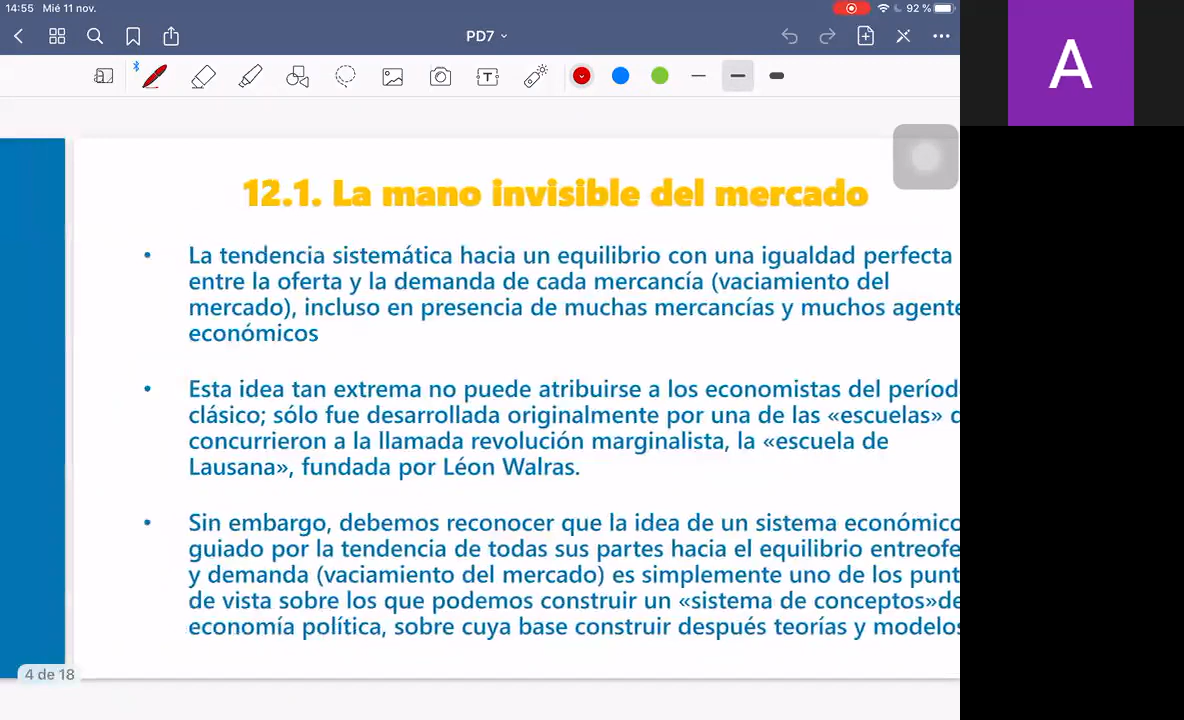 14:55 Mié 11 nov.
92 %
PD7
T
A
12.1. La mano invisible del mercado
• La tendencia sistemática hacia un equilibrio con una igualdad perfecta
entre la oferta y la demanda de cada mercancía (vaciamiento del
mercado), incluso en presencia de muchas mercancías y muchos agente
económicos
• Esta idea tan extrema no puede atribuirse a los economistas del períod
clásico; sólo fue desarrollada originalmente por una de las «escuelas»
concurrieron a la llamada revolución marginalista, la «escuela de
Lausana», fundada por Léon Walras.
• Sin embargo, debemos reconocer que la idea de un sistema económico
guiado por la tendencia de todas sus partes hacia el equilibrio entreofe
y demanda (vaciamiento del mercado) es simplemente uno de los punt
de vista sobre los que podemos construir un «sistema de conceptos»de
economía política, sobre cuya base construir después teorías y modelos
4 de 18